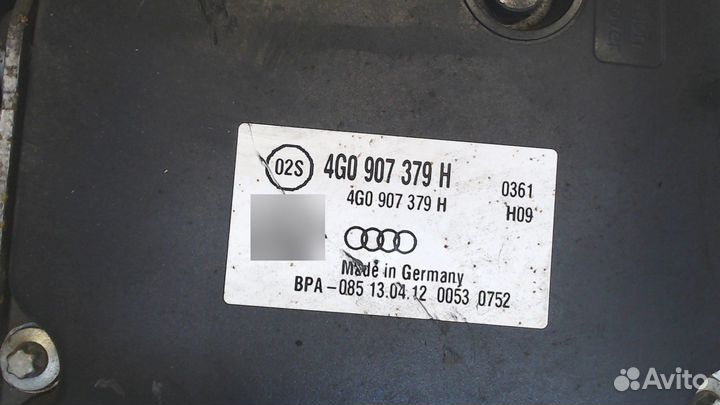 02S
4G0 907 379 H
0361
4G0 907 379 H
H09
Made in Germany
BPA-085 13.04.12 0053 0752
Avito